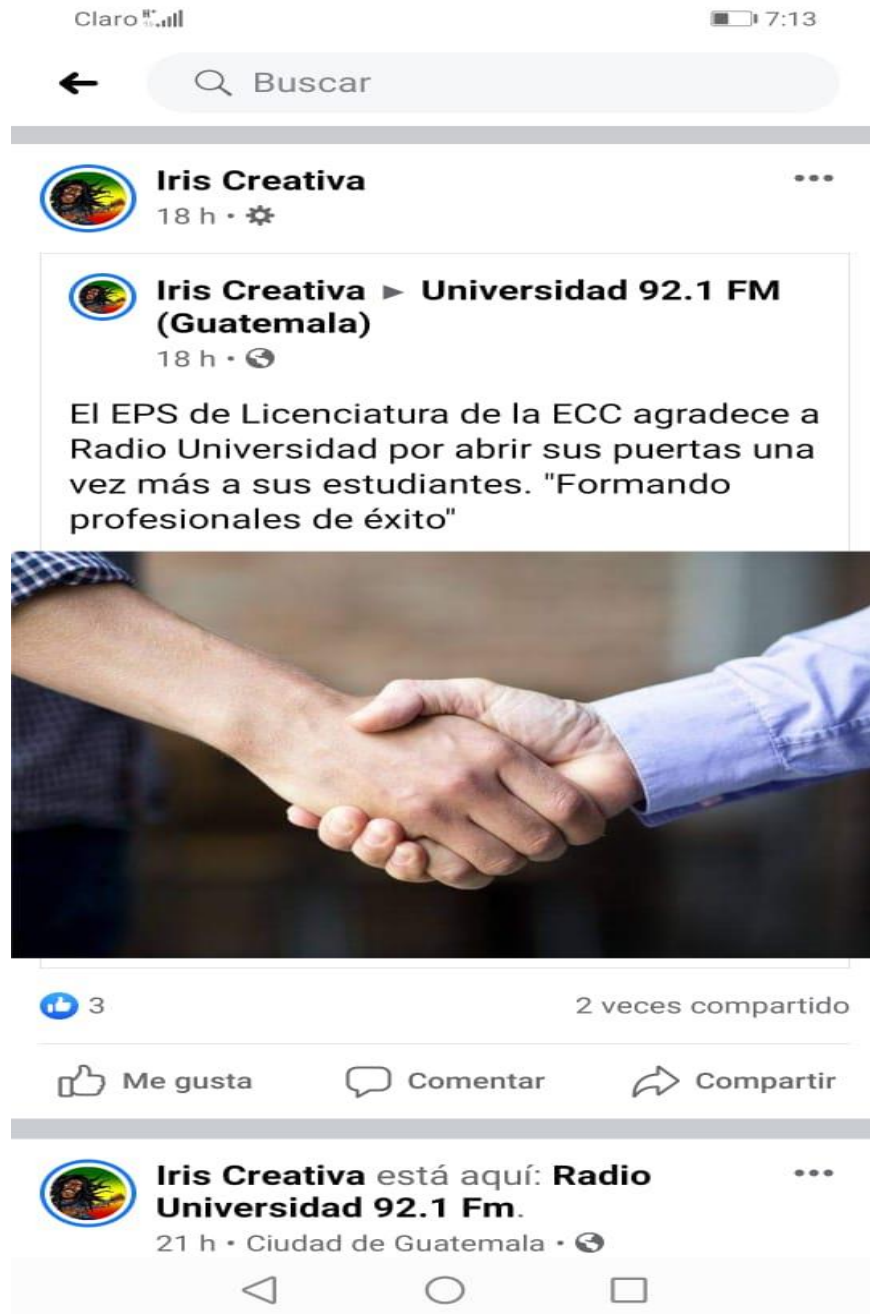 Claro 7:13
Buscar
Iris Creativa
18 h •
Iris Creativa ► Universidad 92.1 FM
(Guatemala)
18 h •
El EPS de Licenciatura de la ECC agradece a
Radio Universidad por abrir sus puertas una
vez más a sus estudiantes. "Formando
profesionales de éxito"
3 2 veces compartido
Me gusta Comentar Compartir
Iris Creativa está aquí: Radio
Universidad 92.1 Fm.
21 h • Ciudad de Guatemala •